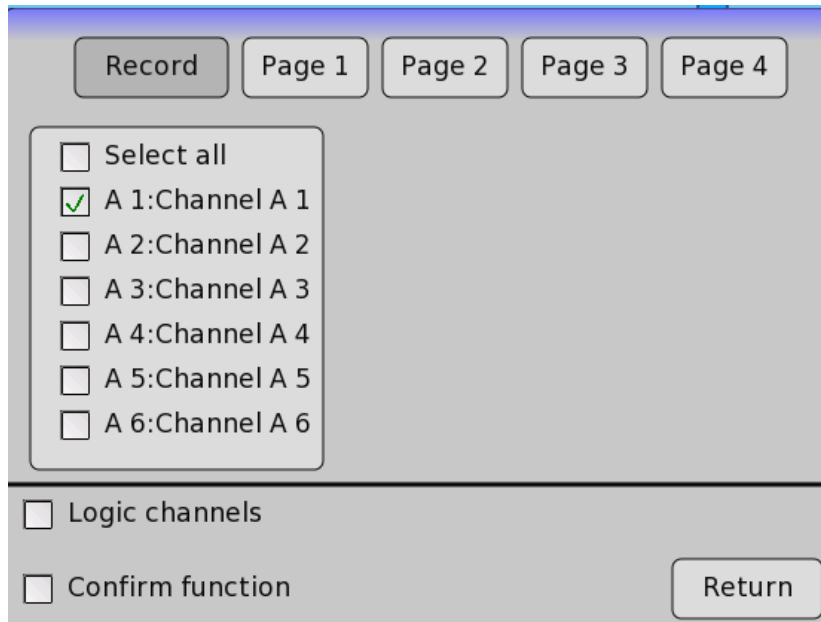 Record Page 1 Page 2 Page 3 Page 4
Select all
A 1:Channel A 1
A 2:Channel A 2
A 3:Channel A 3
A 4:Channel A 4
A 5:Channel A 5
A 6:Channel A 6
Logic channels
Confirm function
Return